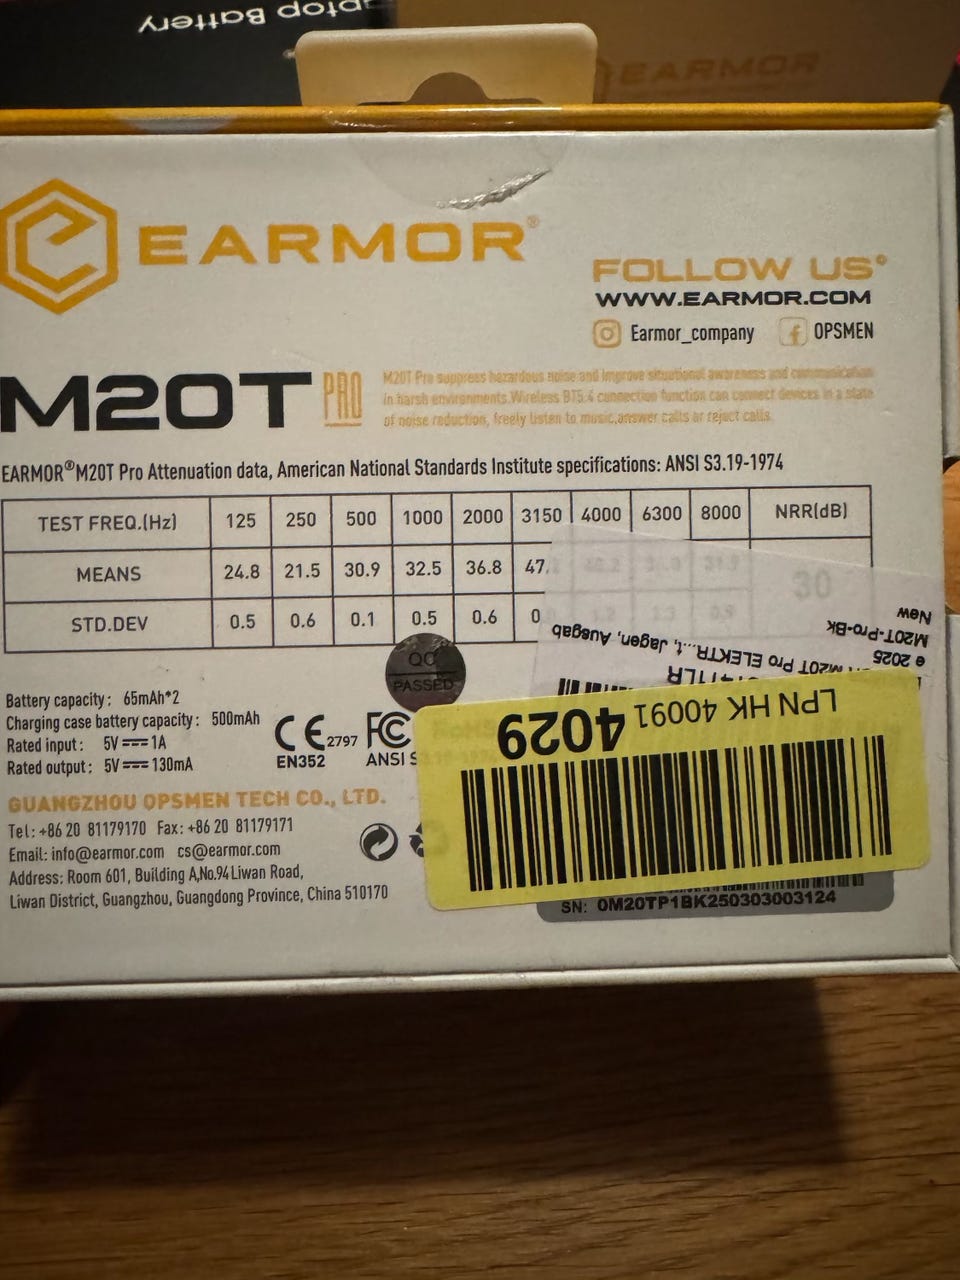 ptop Battery
EARMOR
EARMOR®
FOLLOW US
WWW.EARMOR.COM
Earmor_company OPSMEN
M20T PRO
M20T Pro suppress hazardous noise and improve situational awareness and communication
in harsh environments.Wireless BT5.4 connection function can connect devices in a state
of noise reduction, freely listen to music,answer calls or reject calls.
EARMOR®M20T Pro Attenuation data, American National Standards Institute specifications: ANSI S3.19-1974
TEST FREQ.(Hz) 125 250 500 1000 2000 3150 4000 6300 8000 NRR(dB)
MEANS 24.8 21.5 30.9 32.5 36.8 47. 30
STD.DEV 0.5 0.6 0.1 0.5 0.6 0
QC
PASSED
New
M20T-Pro-Bk
e 2025
M20T Pro ELEKTR...t, Jagen, Ausgab
Battery capacity: 65mAh*2
Charging case battery capacity: 500mAh
Rated input: 5V⎓1A
Rated output: 5V⎓130mA
CE 2797 FC
EN352 ANSI S
GUANGZHOU OPSMEN TECH CO., LTD.
Tel:+86 20 81179170 Fax:+86 20 81179171
Email: info@earmor.com cs@earmor.com
Address: Room 601, Building A,No.94 Liwan Road,
Liwan District, Guangzhou, Guangdong Province, China 510170
LPN HK 40091 4029
SN: 0M20TP1BK250303003124